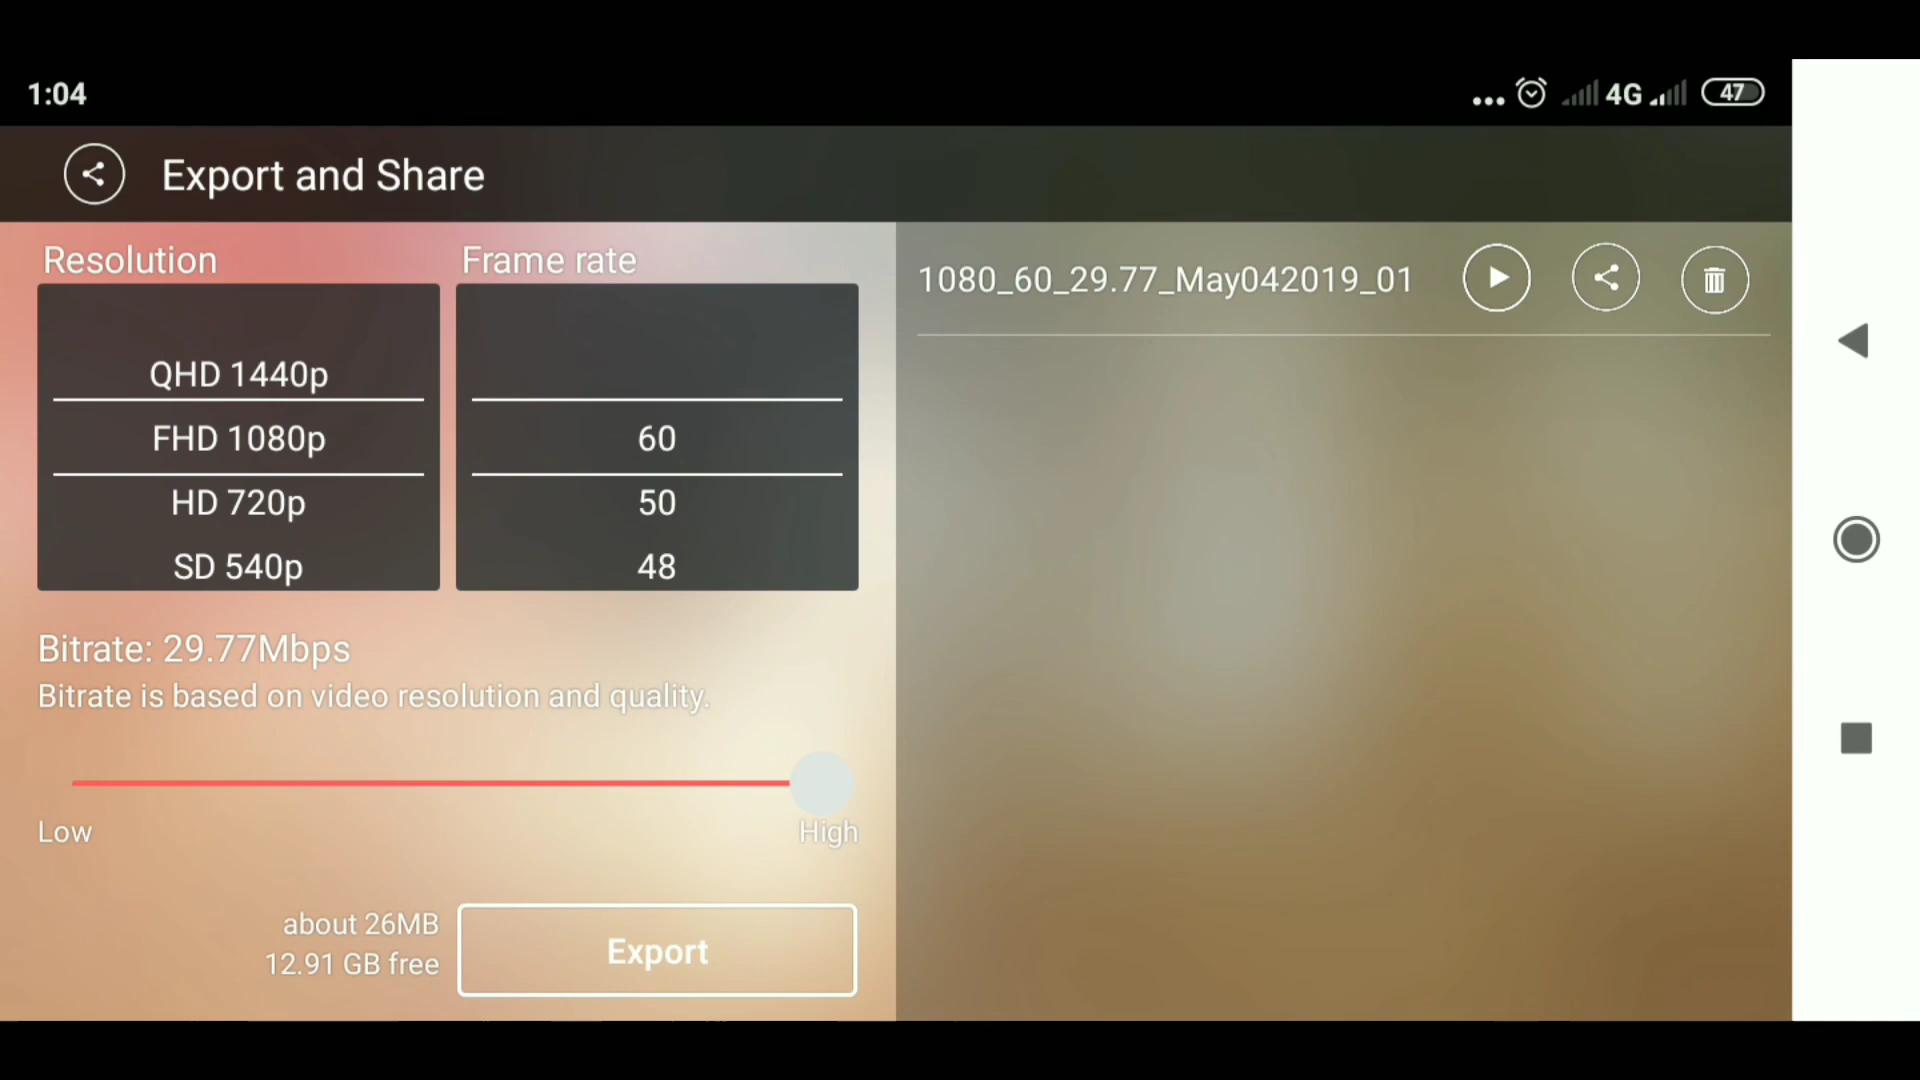 1:04
4G
47
Export and Share
Resolution
Frame rate
QHD 1440p
FHD 1080p
HD 720p
SD 540p
60
50
48
1080_60_29.77_May042019_01
Bitrate: 29.77Mbps
Bitrate is based on video resolution and quality.
Low
High
about 26MB
12.91 GB free
Export